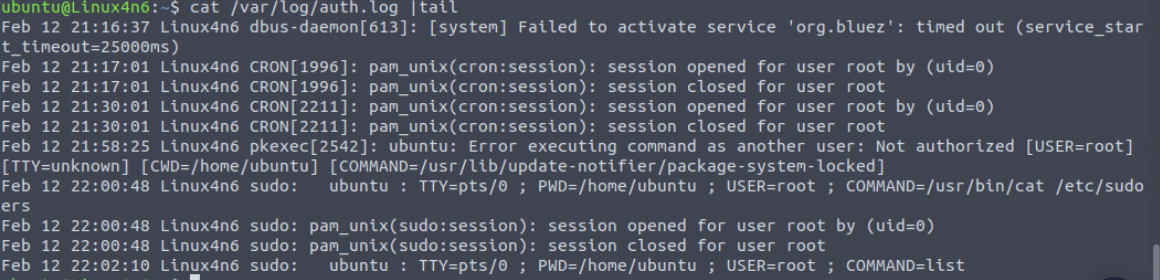 ubuntu@Linux4n6:~$ cat /var/log/auth.log |tail
Feb 12 21:16:37 Linux4n6 dbus-daemon[613]: [system] Failed to activate service 'org.bluez': timed out (service_star
t_timeout=25000ms)
Feb 12 21:17:01 Linux4n6 CRON[1996]: pam_unix(cron:session): session opened for user root by (uid=0)
Feb 12 21:17:01 Linux4n6 CRON[1996]: pam_unix(cron:session): session closed for user root
Feb 12 21:30:01 Linux4n6 CRON[2211]: pam_unix(cron:session): session opened for user root by (uid=0)
Feb 12 21:30:01 Linux4n6 CRON[2211]: pam_unix(cron:session): session closed for user root
Feb 12 21:58:25 Linux4n6 pkexec[2542]: ubuntu: Error executing command as another user: Not authorized [USER=root]
[TTY=unknown] [CWD=/home/ubuntu] [COMMAND=/usr/lib/update-notifier/package-system-locked]
Feb 12 22:00:48 Linux4n6 sudo:   ubuntu : TTY=pts/0 ; PWD=/home/ubuntu ; USER=root ; COMMAND=/usr/bin/cat /etc/sudo
ers
Feb 12 22:00:48 Linux4n6 sudo: pam_unix(sudo:session): session opened for user root by (uid=0)
Feb 12 22:00:48 Linux4n6 sudo: pam_unix(sudo:session): session closed for user root
Feb 12 22:02:10 Linux4n6 sudo:   ubuntu : TTY=pts/0 ; PWD=/home/ubuntu ; USER=root ; COMMAND=list